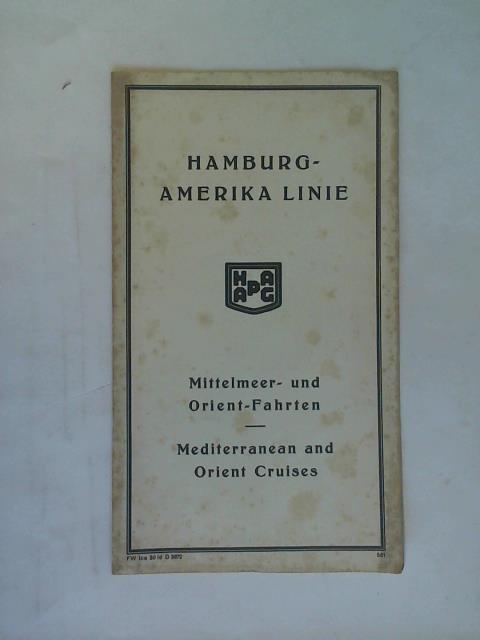 HAMBURG-
AMERIKA LINIE
HAPAG
Mittelmeer- und
Orient-Fahrten
Mediterranean and
Orient Cruises